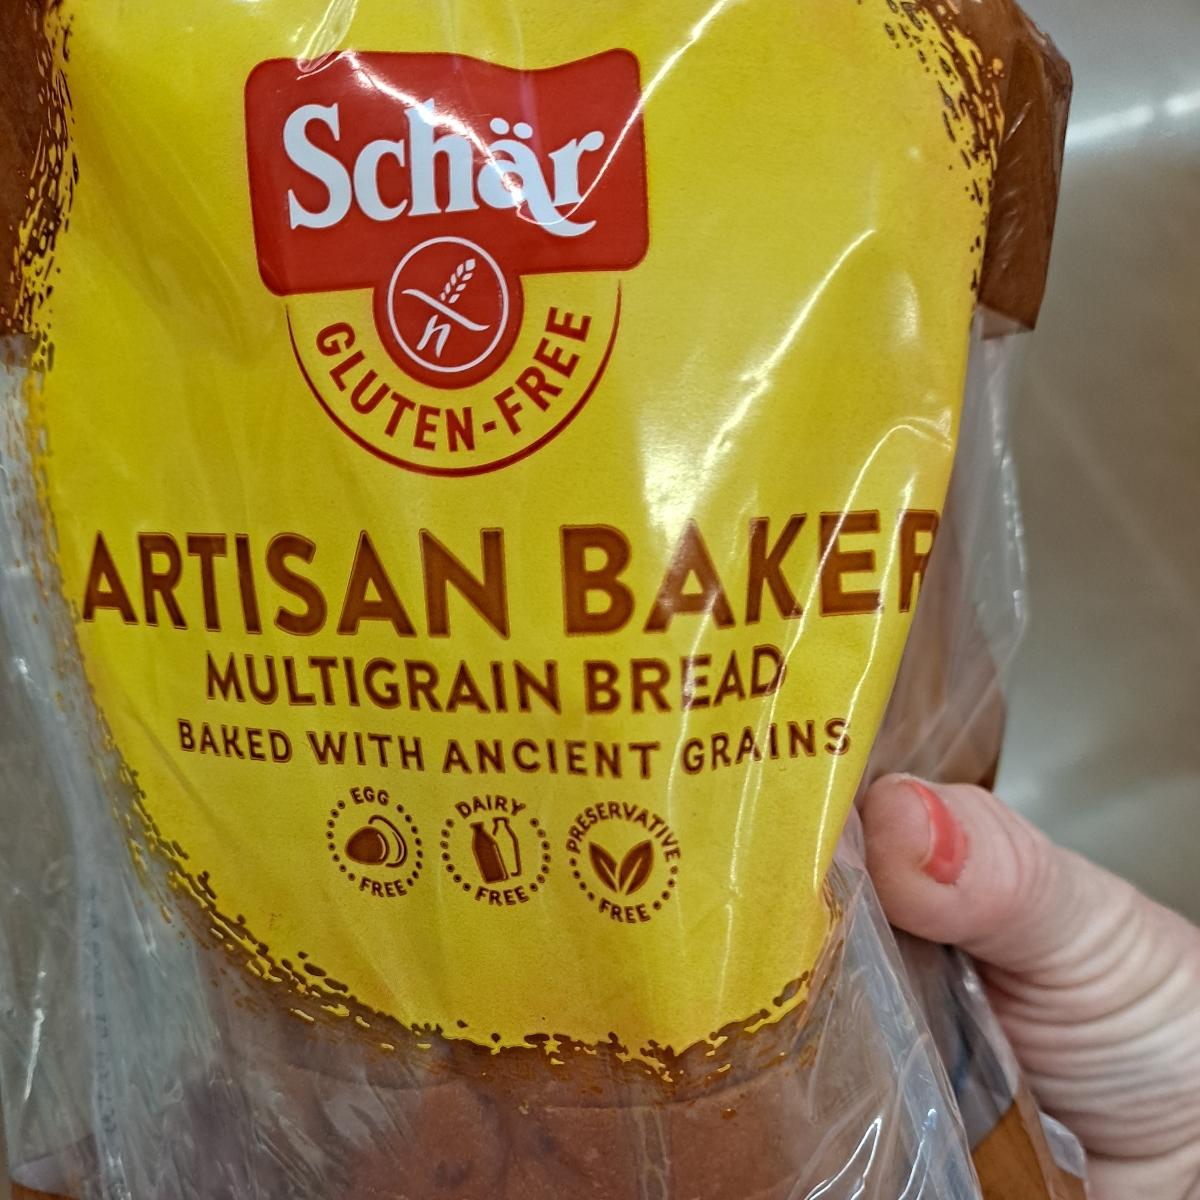 Schär
GLUTEN-FREE
ARTISAN BAKER
MULTIGRAIN BREAD
BAKED WITH ANCIENT GRAINS
EGG FREE
DAIRY FREE
PRESERVATIVE FREE